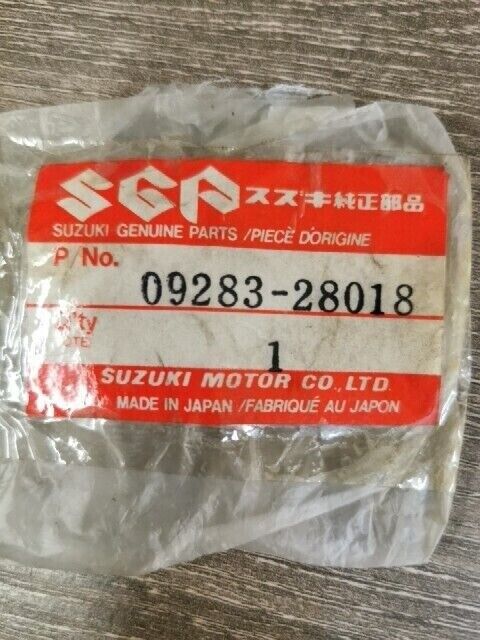 SGP スズキ純正部品
SUZUKI GENUINE PARTS /PIECE D'ORIGINE
P/No.
09283-28018
Q'ty
1
SUZUKI MOTOR CO., LTD.
MADE IN JAPAN /FABRIQUÉ AU JAPON